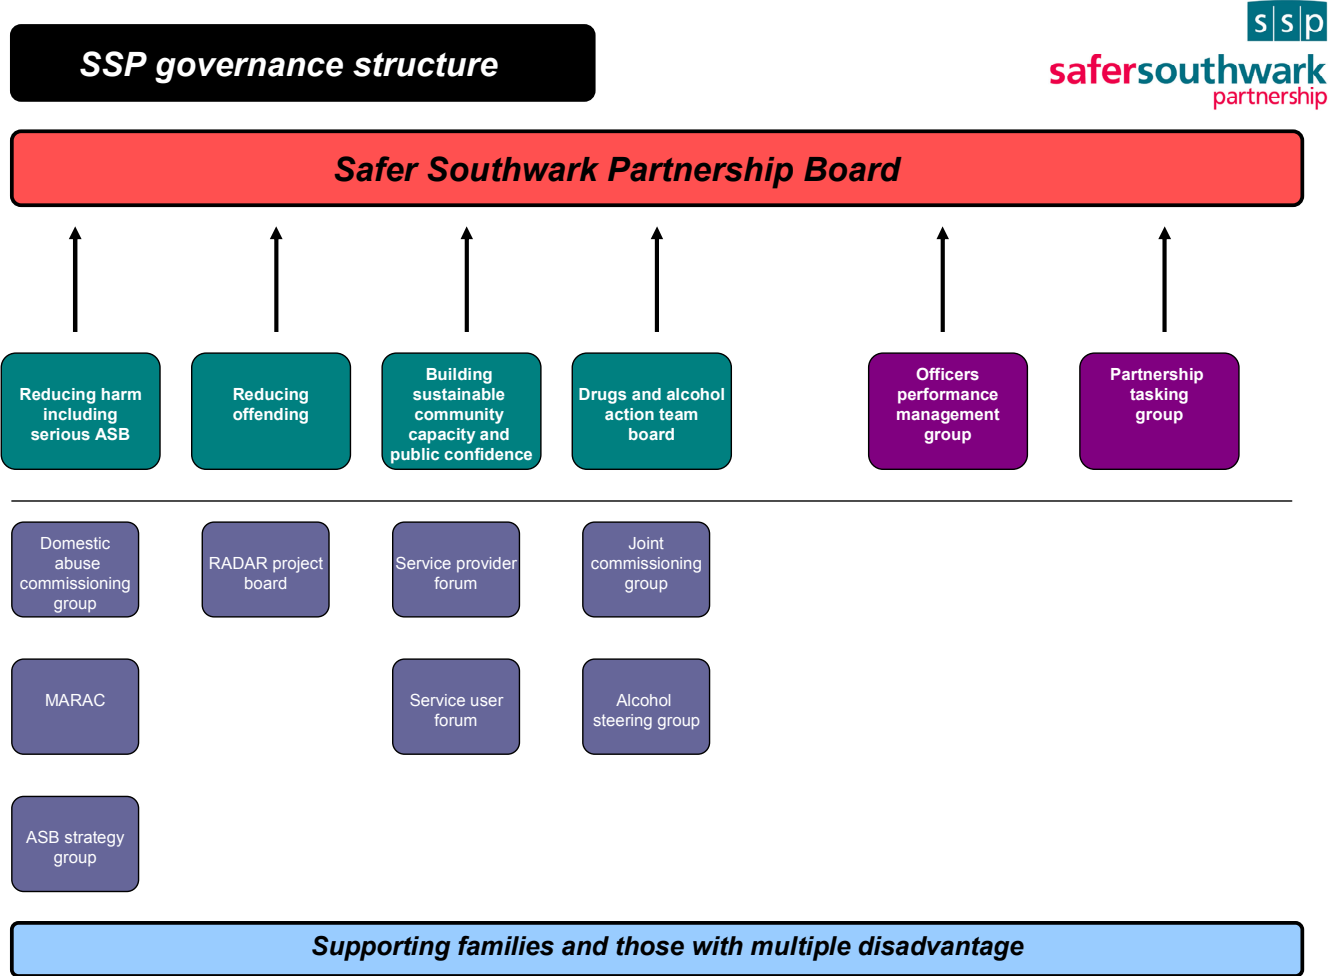 SSP governance structure
ssp
safersouthwark
partnership
Safer Southwark Partnership Board
Reducing harm
including
serious ASB
Reducing
offending
Building
sustainable
community
capacity and
public confidence
Drugs and alcohol
action team
board
Officers
performance
management
group
Partnership
tasking
group
Domestic
abuse
commissioning
group
RADAR project
board
Service provider
forum
Joint
commissioning
group
MARAC
Service user
forum
Alcohol
steering group
ASB strategy
group
Supporting families and those with multiple disadvantage